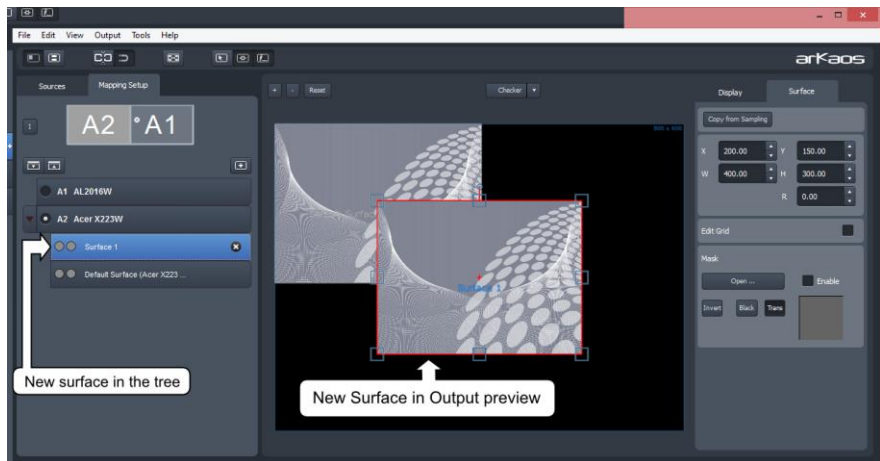 File Edit View Output Tools Help
arKaos
Sources Mapping Setup
A2 A1
A1 AL2016W
A2 Acer X223W
Surface 1
Default Surface (Acer X223 ...
New surface in the tree
+ - Reset
Checker
800 x 600
Surface 1
New Surface in Output preview
Display Surface
Copy from Sampling
X 200.00 Y 150.00
W 400.00 H 300.00
R 0.00
Edit Grid
Mask
Open ... Enable
Invert Black Trans